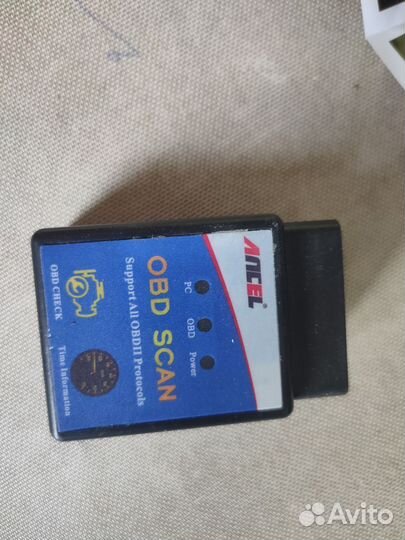 ANCEL®
PC
OBD
Power
OBD SCAN
Support All OBDII Protocols
OBD CHECK
Time Information
Avito